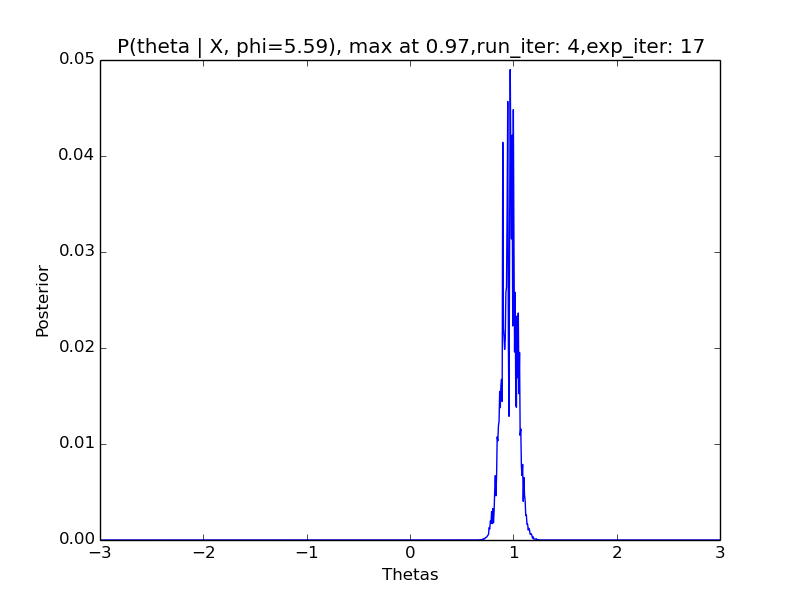 P(theta | X, phi=5.59), max at 0.97,run_iter: 4,exp_iter: 17
0.05
0.04
0.03
0.02
0.01
0.00
Posterior
−3 −2 −1 0 1 2 3
Thetas